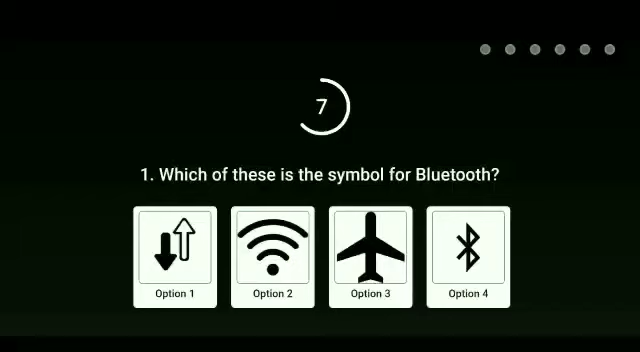 7
1. Which of these is the symbol for Bluetooth?
Option 1
Option 2
Option 3
Option 4